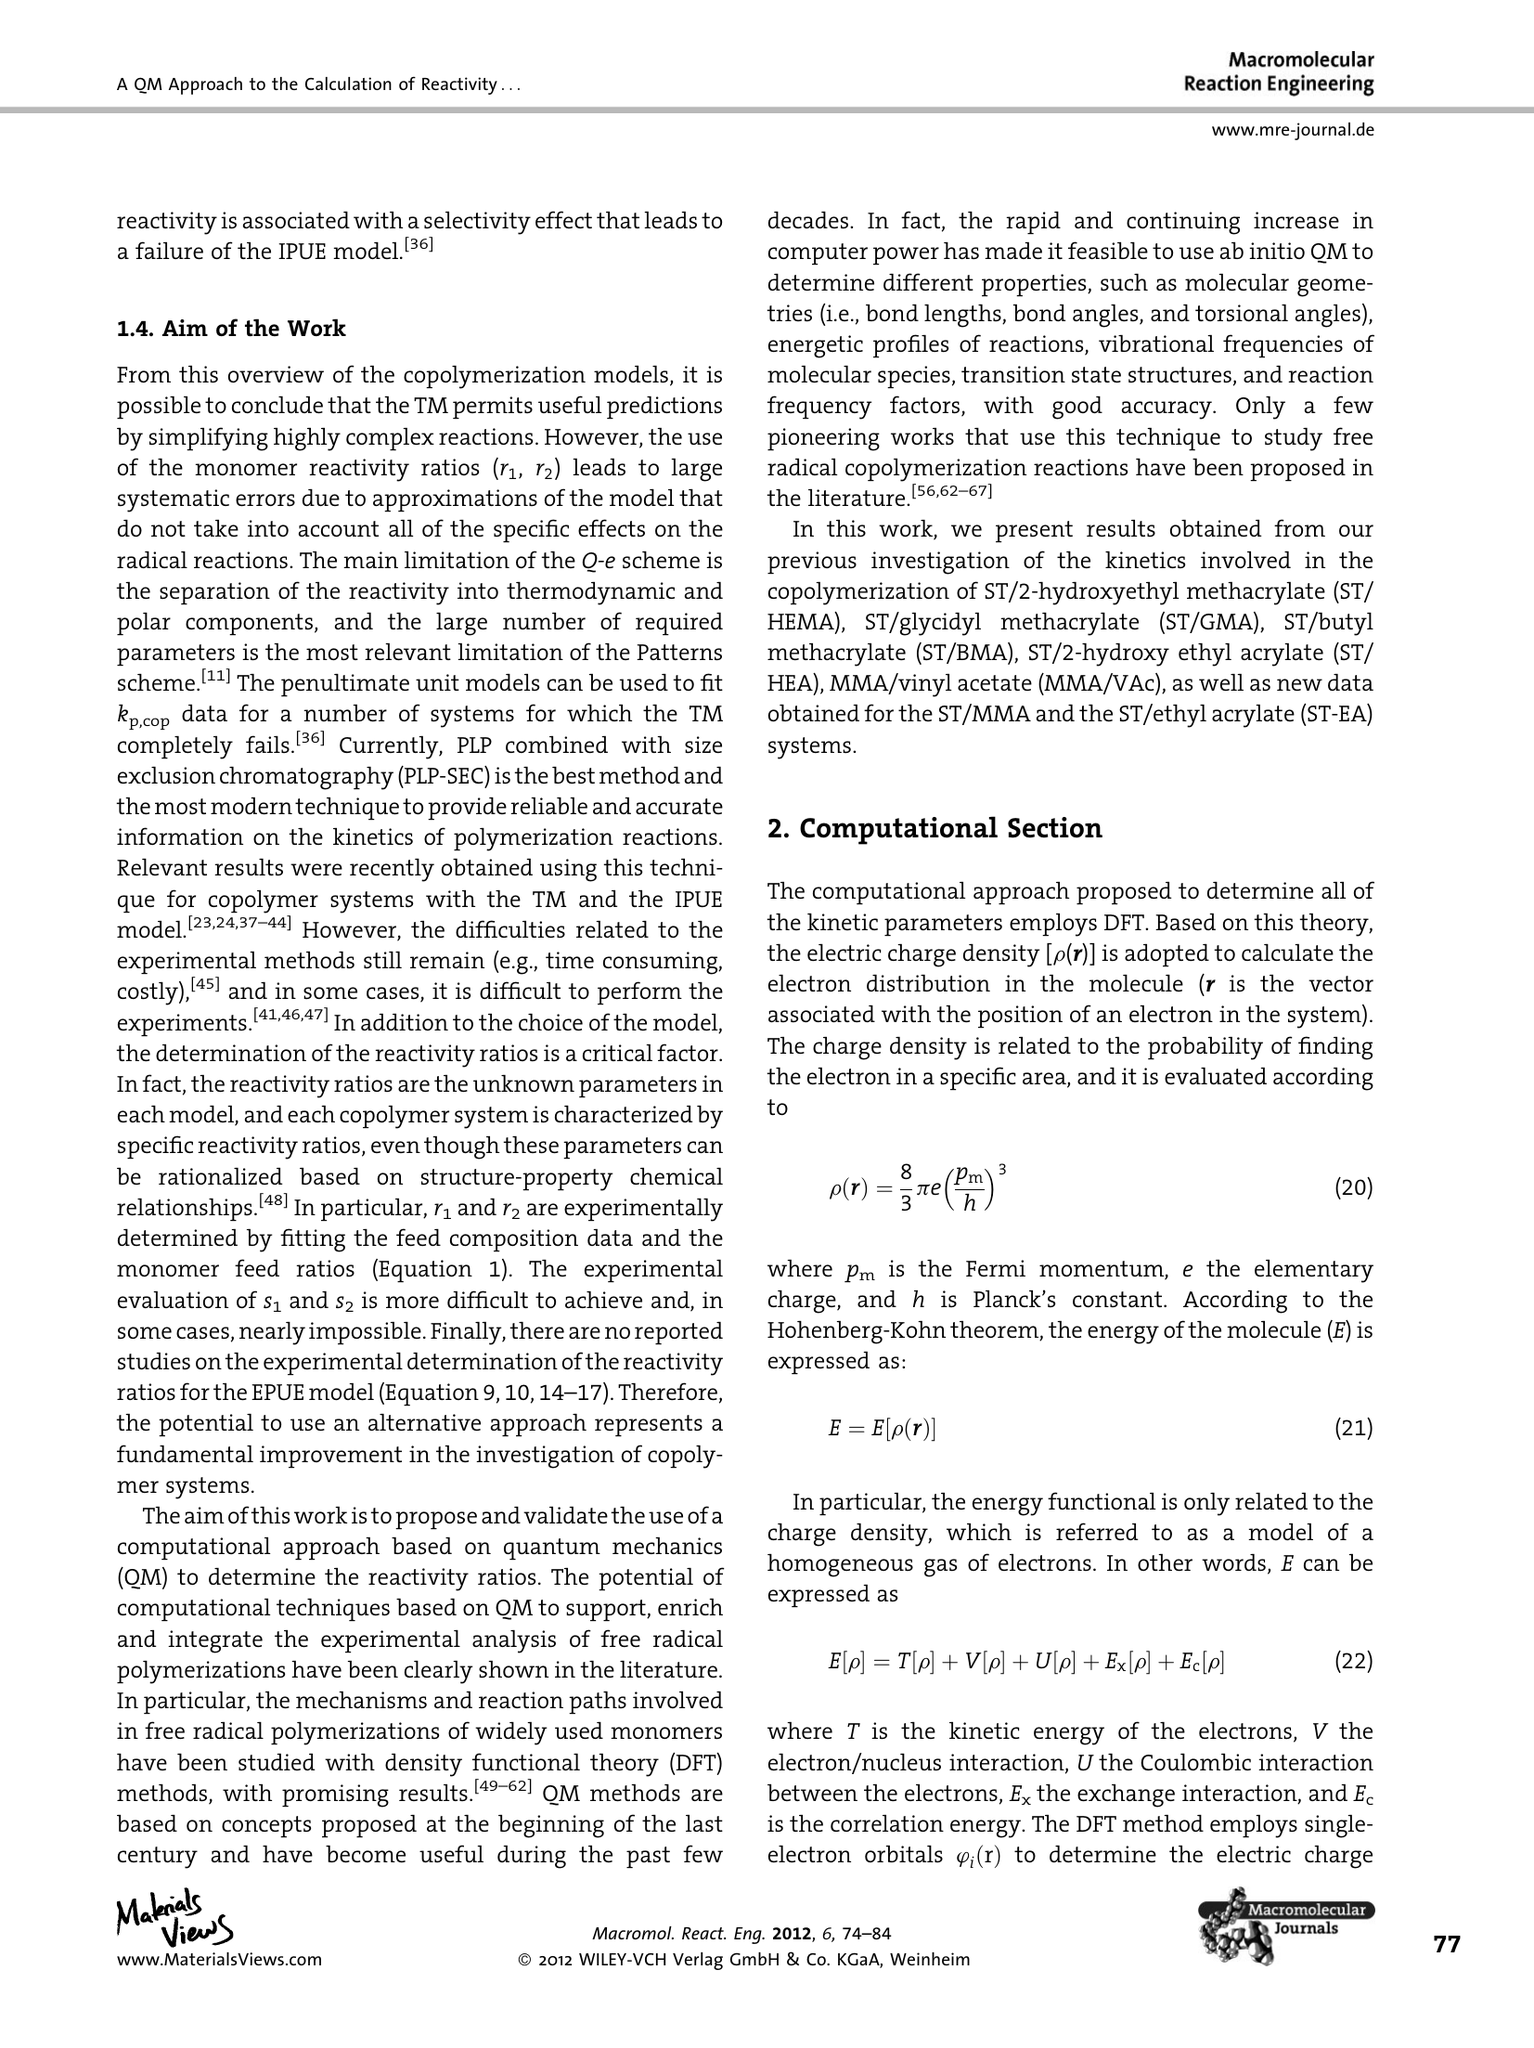 A QM Approach to the Calculation of Reactivity . . .
Macromolecular
Reaction Engineering
www.mre-journal.de
reactivity is associated with a selectivity effect that leads to
a failure of the IPUE model.[36]
1.4. Aim of the Work
From this overview of the copolymerization models, it is
possible to conclude that the TM permits useful predictions
by simplifying highly complex reactions. However, the use
of the monomer reactivity ratios (r1, r2) leads to large
systematic errors due to approximations of the model that
do not take into account all of the specific effects on the
radical reactions. The main limitation of the Q-e scheme is
the separation of the reactivity into thermodynamic and
polar components, and the large number of required
parameters is the most relevant limitation of the Patterns
scheme.[11] The penultimate unit models can be used to fit
kp,cop data for a number of systems for which the TM
completely fails.[36] Currently, PLP combined with size
exclusion chromatography (PLP-SEC) is the best method and
the most modern technique to provide reliable and accurate
information on the kinetics of polymerization reactions.
Relevant results were recently obtained using this techni-
que for copolymer systems with the TM and the IPUE
model.[23,24,37–44] However, the difficulties related to the
experimental methods still remain (e.g., time consuming,
costly),[45] and in some cases, it is difficult to perform the
experiments.[41,46,47] In addition to the choice of the model,
the determination of the reactivity ratios is a critical factor.
In fact, the reactivity ratios are the unknown parameters in
each model, and each copolymer system is characterized by
specific reactivity ratios, even though these parameters can
be rationalized based on structure-property chemical
relationships.[48] In particular, r1 and r2 are experimentally
determined by fitting the feed composition data and the
monomer feed ratios (Equation 1). The experimental
evaluation of s1 and s2 is more difficult to achieve and, in
some cases, nearly impossible. Finally, there are no reported
studies on the experimental determination of the reactivity
ratios for the EPUE model (Equation 9, 10, 14–17). Therefore,
the potential to use an alternative approach represents a
fundamental improvement in the investigation of copoly-
mer systems.
The aim of this work is to propose and validate the use of a
computational approach based on quantum mechanics
(QM) to determine the reactivity ratios. The potential of
computational techniques based on QM to support, enrich
and integrate the experimental analysis of free radical
polymerizations have been clearly shown in the literature.
In particular, the mechanisms and reaction paths involved
in free radical polymerizations of widely used monomers
have been studied with density functional theory (DFT)
methods, with promising results.[49–62] QM methods are
based on concepts proposed at the beginning of the last
century and have become useful during the past few
decades. In fact, the rapid and continuing increase in
computer power has made it feasible to use ab initio QM to
determine different properties, such as molecular geome-
tries (i.e., bond lengths, bond angles, and torsional angles),
energetic profiles of reactions, vibrational frequencies of
molecular species, transition state structures, and reaction
frequency factors, with good accuracy. Only a few
pioneering works that use this technique to study free
radical copolymerization reactions have been proposed in
the literature.[56,62–67]
In this work, we present results obtained from our
previous investigation of the kinetics involved in the
copolymerization of ST/2-hydroxyethyl methacrylate (ST/
HEMA), ST/glycidyl methacrylate (ST/GMA), ST/butyl
methacrylate (ST/BMA), ST/2-hydroxy ethyl acrylate (ST/
HEA), MMA/vinyl acetate (MMA/VAc), as well as new data
obtained for the ST/MMA and the ST/ethyl acrylate (ST-EA)
systems.
2. Computational Section
The computational approach proposed to determine all of
the kinetic parameters employs DFT. Based on this theory,
the electric charge density [ρ(r)] is adopted to calculate the
electron distribution in the molecule (r is the vector
associated with the position of an electron in the system).
The charge density is related to the probability of finding
the electron in a specific area, and it is evaluated according
to
ρ(r) = 8/3 πe(pm/h)^3 (20)
where pm is the Fermi momentum, e the elementary
charge, and h is Planck's constant. According to the
Hohenberg-Kohn theorem, the energy of the molecule (E) is
expressed as:
E = E[ρ(r)] (21)
In particular, the energy functional is only related to the
charge density, which is referred to as a model of a
homogeneous gas of electrons. In other words, E can be
expressed as
E[ρ] = T[ρ] + V[ρ] + U[ρ] + Ex[ρ] + Ec[ρ] (22)
where T is the kinetic energy of the electrons, V the
electron/nucleus interaction, U the Coulombic interaction
between the electrons, Ex the exchange interaction, and Ec
is the correlation energy. The DFT method employs single-
electron orbitals φi(r) to determine the electric charge
Materials
Views
www.MaterialsViews.com
Macromol. React. Eng. 2012, 6, 74–84
© 2012 WILEY-VCH Verlag GmbH & Co. KGaA, Weinheim
Macromolecular
Journals
77